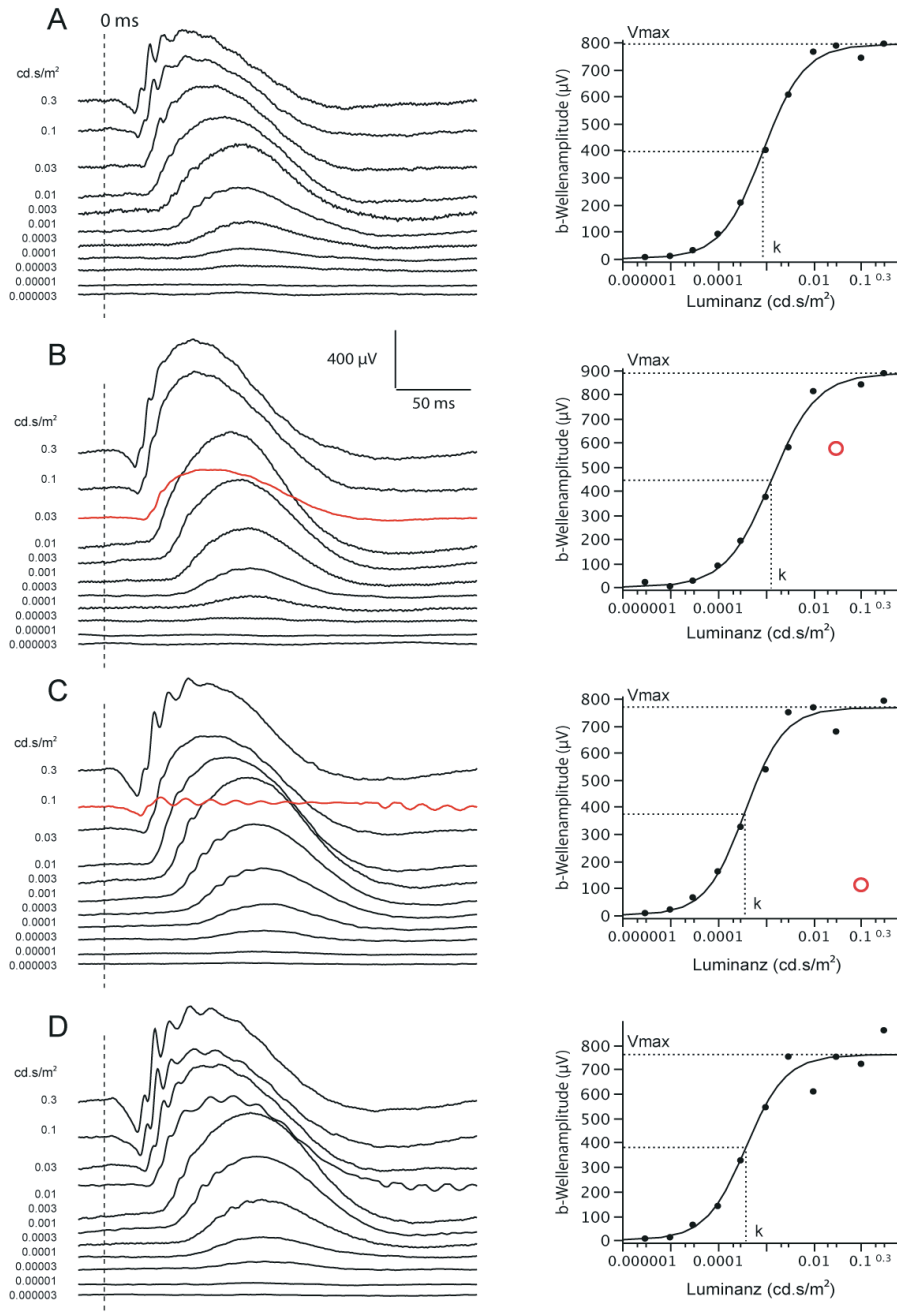 A
0 ms
cd.s/m²
0.3
0.1
0.03
0.01
0.003
0.001
0.0003
0.0001
0.00003
0.00001
0.000003
Vmax
800
700
600
500
400
300
200
100
0
b-Wellenamplitude (µV)
k
0.000001 0.0001 0.01 0.1 0.3
Luminanz (cd.s/m²)
B
400 µV
50 ms
cd.s/m²
0.3
0.1
0.03
0.01
0.003
0.001
0.0003
0.00001
0.00003
0.00001
0.000003
Vmax
900
800
700
600
500
400
300
200
100
0
b-Wellenamplitude (µV)
k
0.000001 0.0001 0.01 0.1 0.3
Luminanz (cd.s/m²)
C
cd.s/m²
0.3
0.1
0.03
0.01
0.003
0.001
0.0003
0.0001
0.00003
0.00001
0.000003
Vmax
800
700
600
500
400
300
200
100
0
b-Wellenamplitude (µV)
k
0.000001 0.0001 0.01 0.1 0.3
Luminanz (cd.s/m²)
D
cd.s/m²
0.3
0.1
0.03
0.01
0.003
0.001
0.0003
0.0001
0.00003
0.00001
0.000003
Vmax
800
700
600
500
400
300
200
100
0
b-Wellenamplitude (µV)
k
0.000001 0.0001 0.01 0.1 0.3
Luminanz (cd.s/m²)